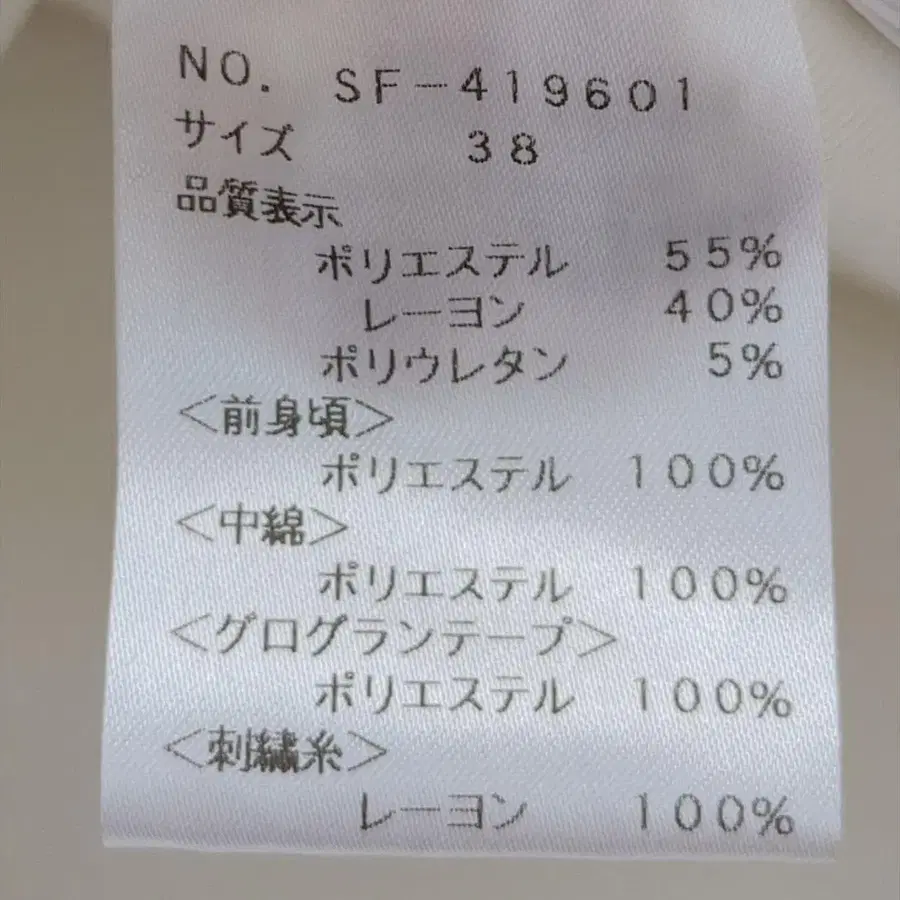 NO. SF-419601
サイズ 38
品質表示
ポリエステル 55%
レーヨン 40%
ポリウレタン 5%
<前身頃>
ポリエステル 100%
<中綿>
ポリエステル 100%
<グログランテープ>
ポリエステル 100%
<刺繍糸>
レーヨン 100%